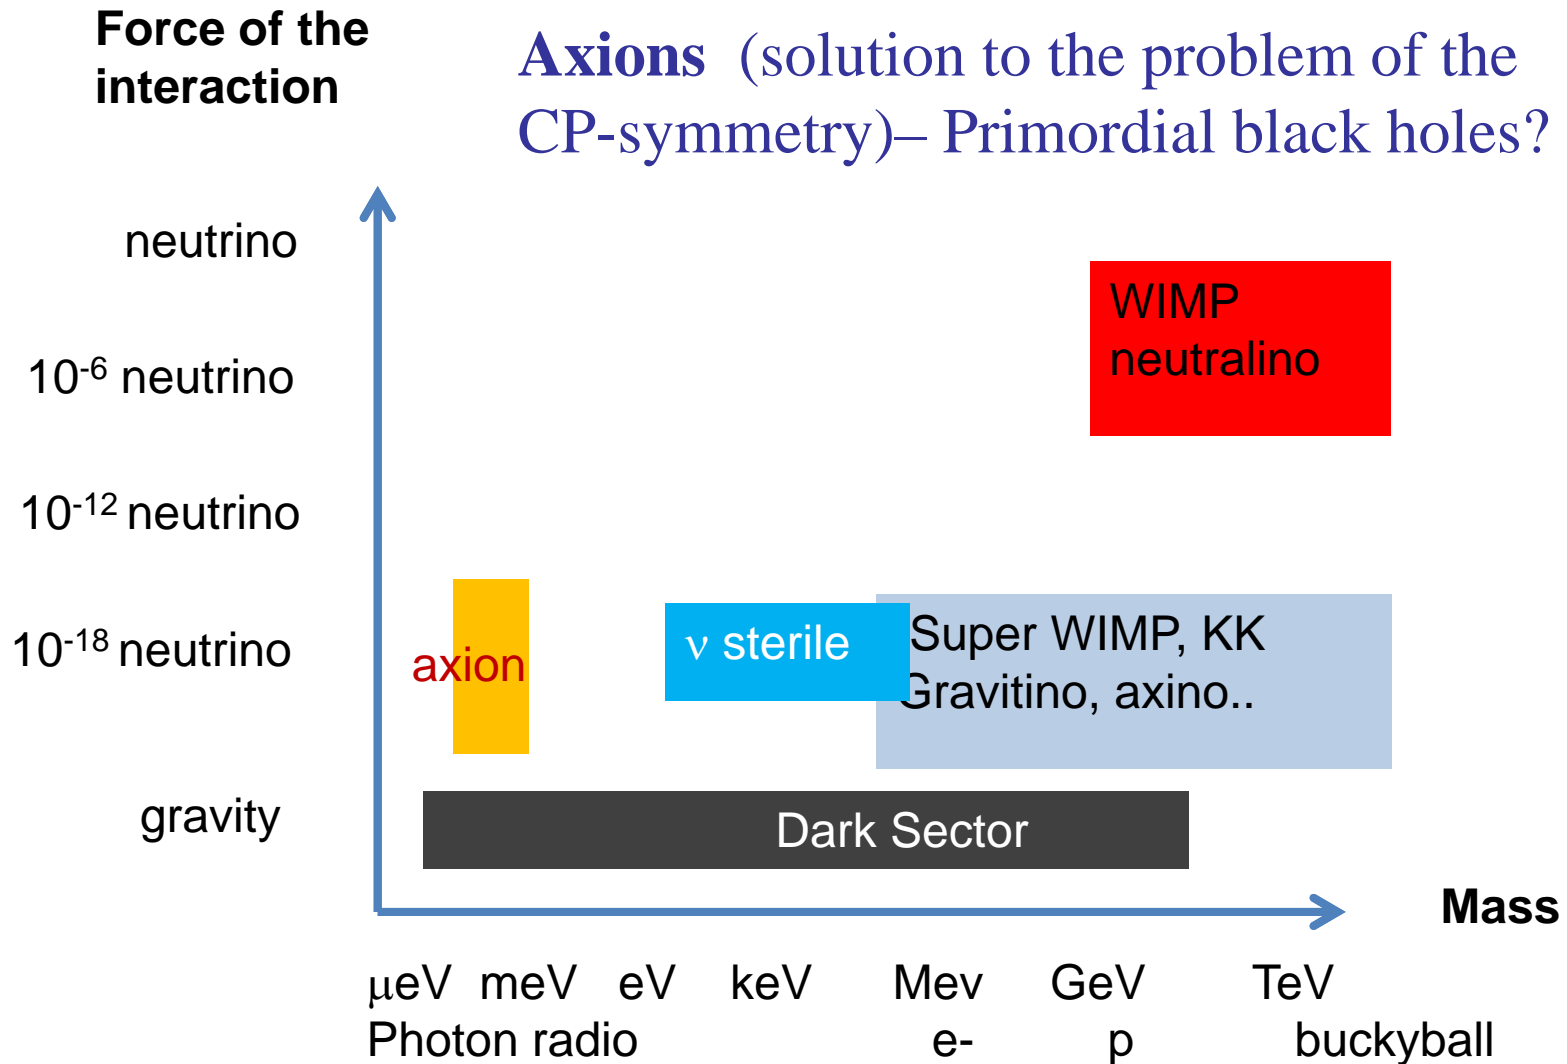 Force of the
interaction
Axions (solution to the problem of the
CP-symmetry)– Primordial black holes?
neutrino
WIMP
neutralino
10-6 neutrino
10-12 neutrino
10-18 neutrino
axion
ν sterile
Super WIMP, KK
Gravitino, axino..
gravity
Dark Sector
Mass
μeV meV eV keV Mev GeV TeV
Photon radio e- p buckyball